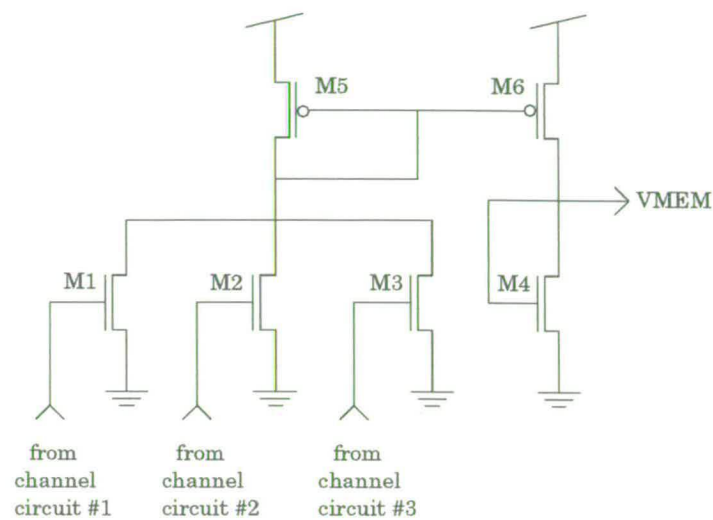 M5
M6
VMEM
M1
M2
M3
M4
from
channel
circuit #1
from
channel
circuit #2
from
channel
circuit #3